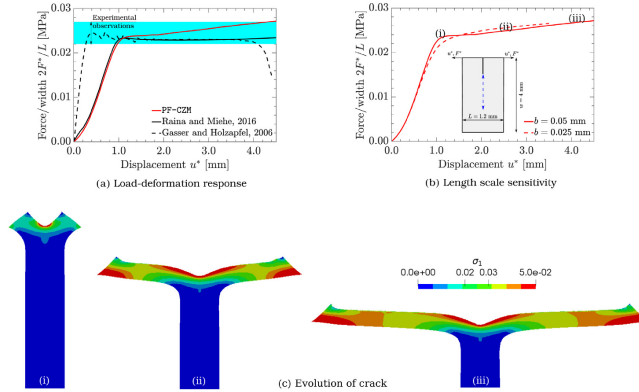 Force/width 2F*/L [MPa]
0.03
0.02
0.01
0.00
Experimental
observations
PF-CZM
Raina and Miehe, 2016
Gasser and Holzapfel, 2006
0.0 1.0 2.0 3.0 4.0
Displacement u* [mm]
(a) Load-deformation response
Force/width 2F*/L [MPa]
0.03
0.02
0.01
0.00
(i)
(ii)
(iii)
u*, F*
u*, F*
L = 1.2 mm
w = 4 mm
b = 0.05 mm
b = 0.025 mm
0.0 1.0 2.0 3.0 4.0
Displacement u* [mm]
(b) Length scale sensitivity
σ1
0.0e+00 0.02 0.03 5.0e-02
(i)
(ii)
(iii)
(c) Evolution of crack